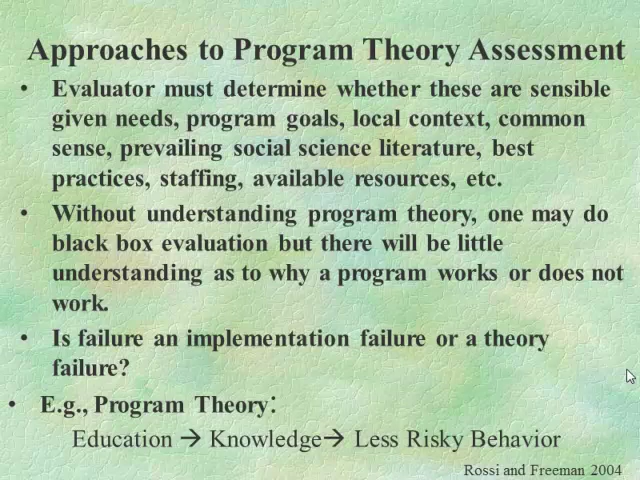 Approaches to Program Theory Assessment
• Evaluator must determine whether these are sensible
given needs, program goals, local context, common
sense, prevailing social science literature, best
practices, staffing, available resources, etc.
• Without understanding program theory, one may do
black box evaluation but there will be little
understanding as to why a program works or does not
work.
• Is failure an implementation failure or a theory
failure?
• E.g., Program Theory:
Education → Knowledge→ Less Risky Behavior
Rossi and Freeman 2004